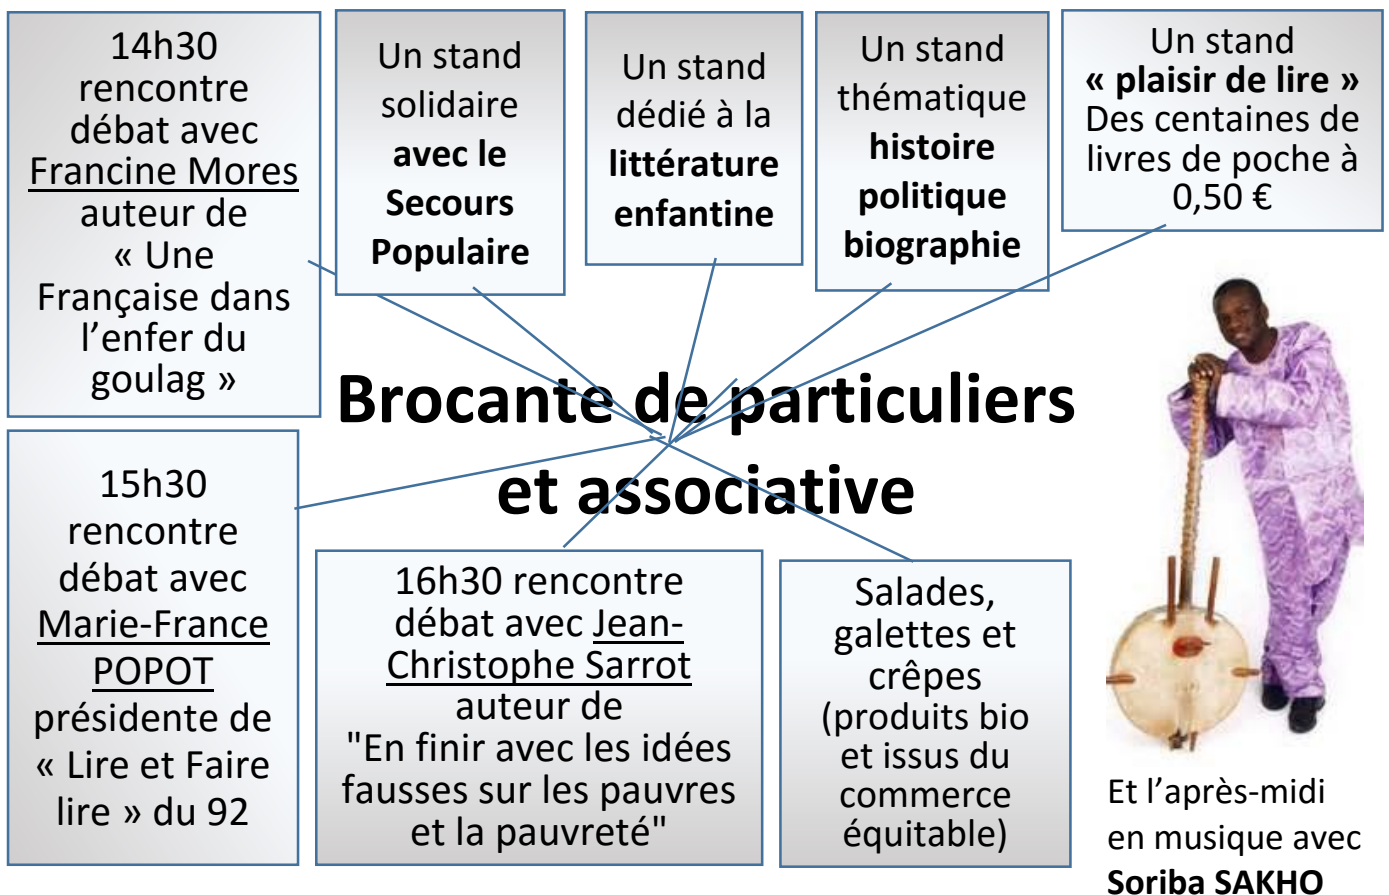 14h30
rencontre
débat avec
Francine Mores
auteur de
« Une
Française dans
l’enfer du
goulag »
Un stand
solidaire
avec le
Secours
Populaire
Un stand
dédié à la
littérature
enfantine
Un stand
thématique
histoire
politique
biographie
Un stand
« plaisir de lire »
Des centaines de
livres de poche à
0,50 €
Brocante de particuliers
et associative
15h30
rencontre
débat avec
Marie-France
POPOT
présidente de
« Lire et Faire
lire » du 92
16h30 rencontre
débat avec Jean-
Christophe Sarrot
auteur de
"En finir avec les idées
fausses sur les pauvres
et la pauvreté"
Salades,
galettes et
crêpes
(produits bio
et issus du
commerce
équitable)
Et l’après-midi
en musique avec
Soriba SAKHO